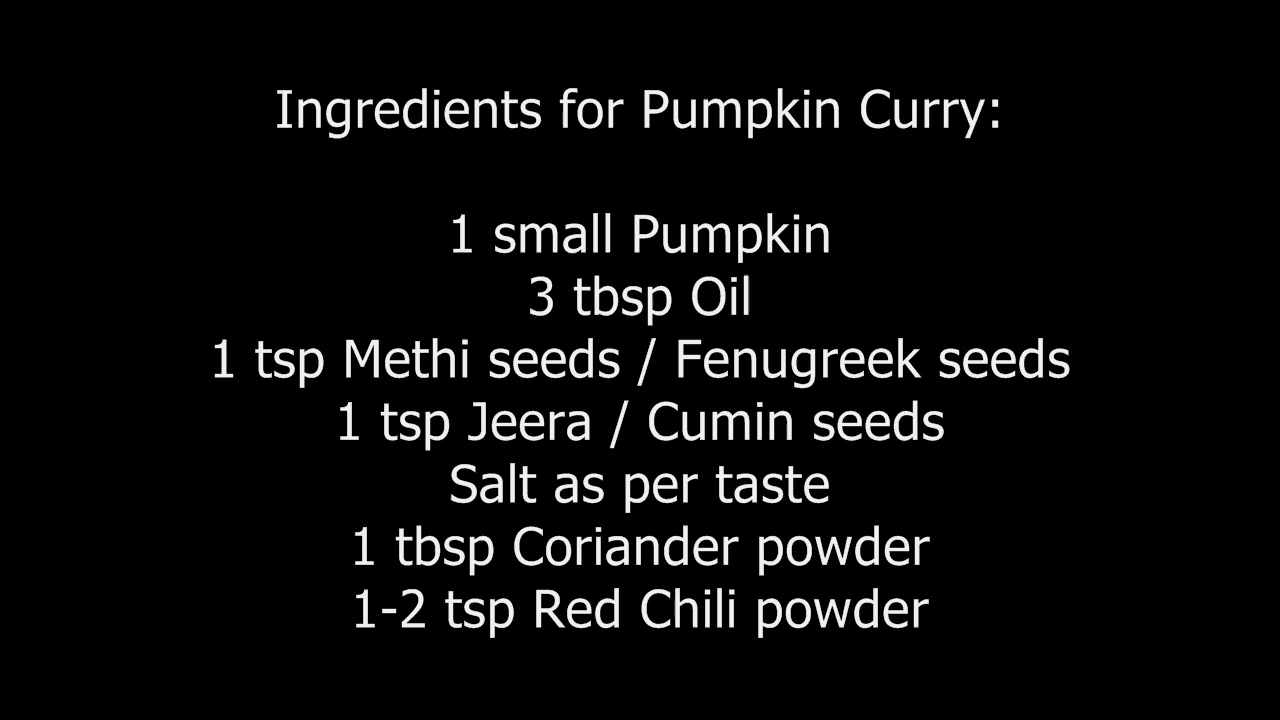 Ingredients for Pumpkin Curry:
1 small Pumpkin
3 tbsp Oil
1 tsp Methi seeds / Fenugreek seeds
1 tsp Jeera / Cumin seeds
Salt as per taste
1 tbsp Coriander powder
1-2 tsp Red Chili powder